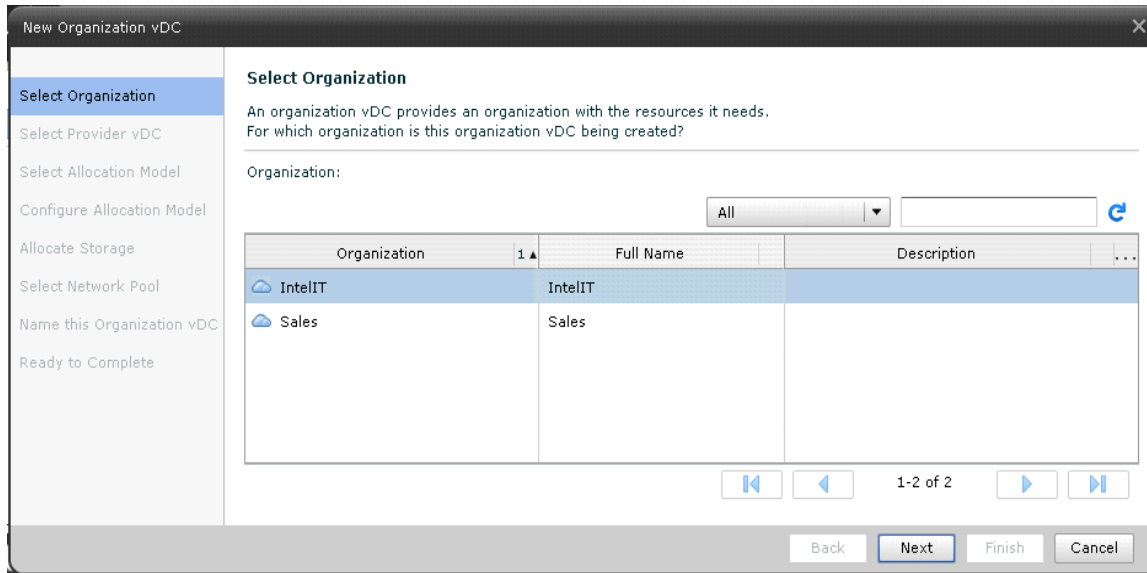 New Organization vDC
Select Organization
Select Provider vDC
Select Allocation Model
Configure Allocation Model
Allocate Storage
Select Network Pool
Name this Organization vDC
Ready to Complete
Select Organization
An organization vDC provides an organization with the resources it needs.
For which organization is this organization vDC being created?
Organization:
All
Organization 1▲ Full Name Description ...
IntelIT IntelIT
Sales Sales
1-2 of 2
Back Next Finish Cancel